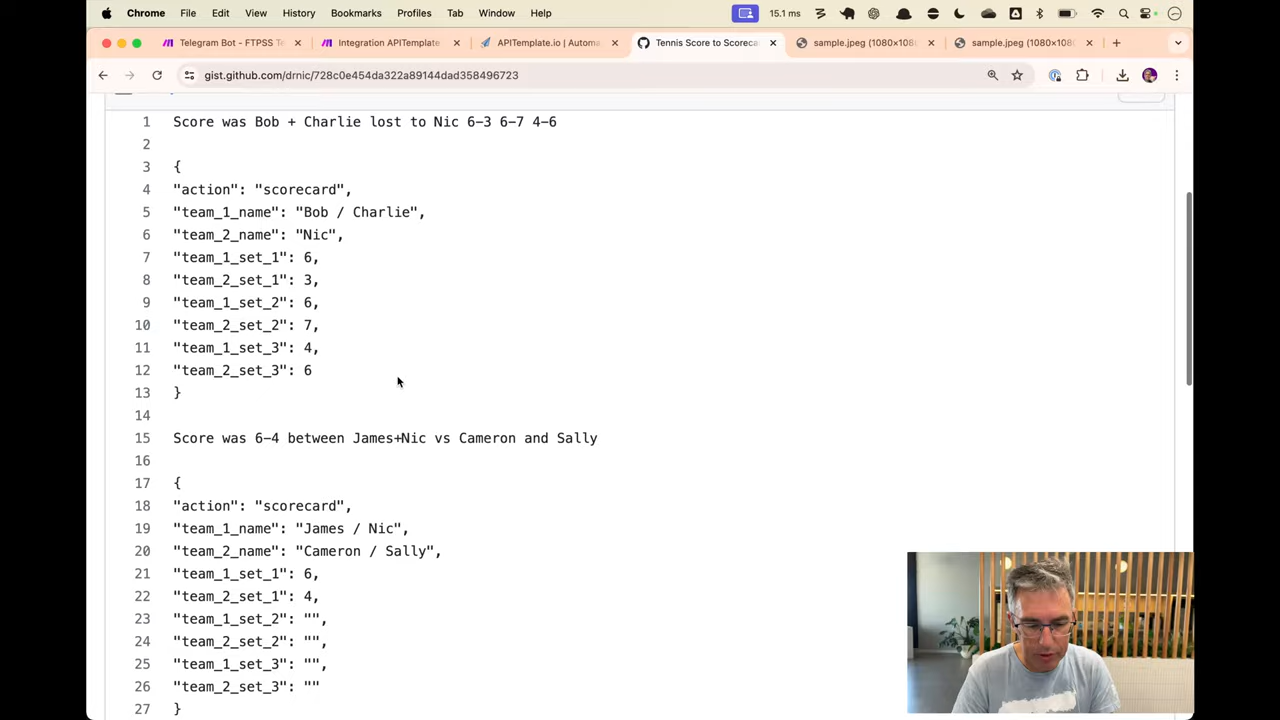 Chrome File Edit View History Bookmarks Profiles Tab Window Help 15.1 ms
Telegram Bot - FTPSS Te Integration APITemplate APITemplate.io | Automa Tennis Score to Scoreca sample.jpeg (1080×108 sample.jpeg (1080×108
gist.github.com/drnic/728c0e454da322a89144dad358496723
1 Score was Bob + Charlie lost to Nic 6-3 6-7 4-6
2
3 {
4 "action": "scorecard",
5 "team_1_name": "Bob / Charlie",
6 "team_2_name": "Nic",
7 "team_1_set_1": 6,
8 "team_2_set_1": 3,
9 "team_1_set_2": 6,
10 "team_2_set_2": 7,
11 "team_1_set_3": 4,
12 "team_2_set_3": 6
13 }
14
15 Score was 6-4 between James+Nic vs Cameron and Sally
16
17 {
18 "action": "scorecard",
19 "team_1_name": "James / Nic",
20 "team_2_name": "Cameron / Sally",
21 "team_1_set_1": 6,
22 "team_2_set_1": 4,
23 "team_1_set_2": "",
24 "team_2_set_2": "",
25 "team_1_set_3": "",
26 "team_2_set_3": ""
27 }